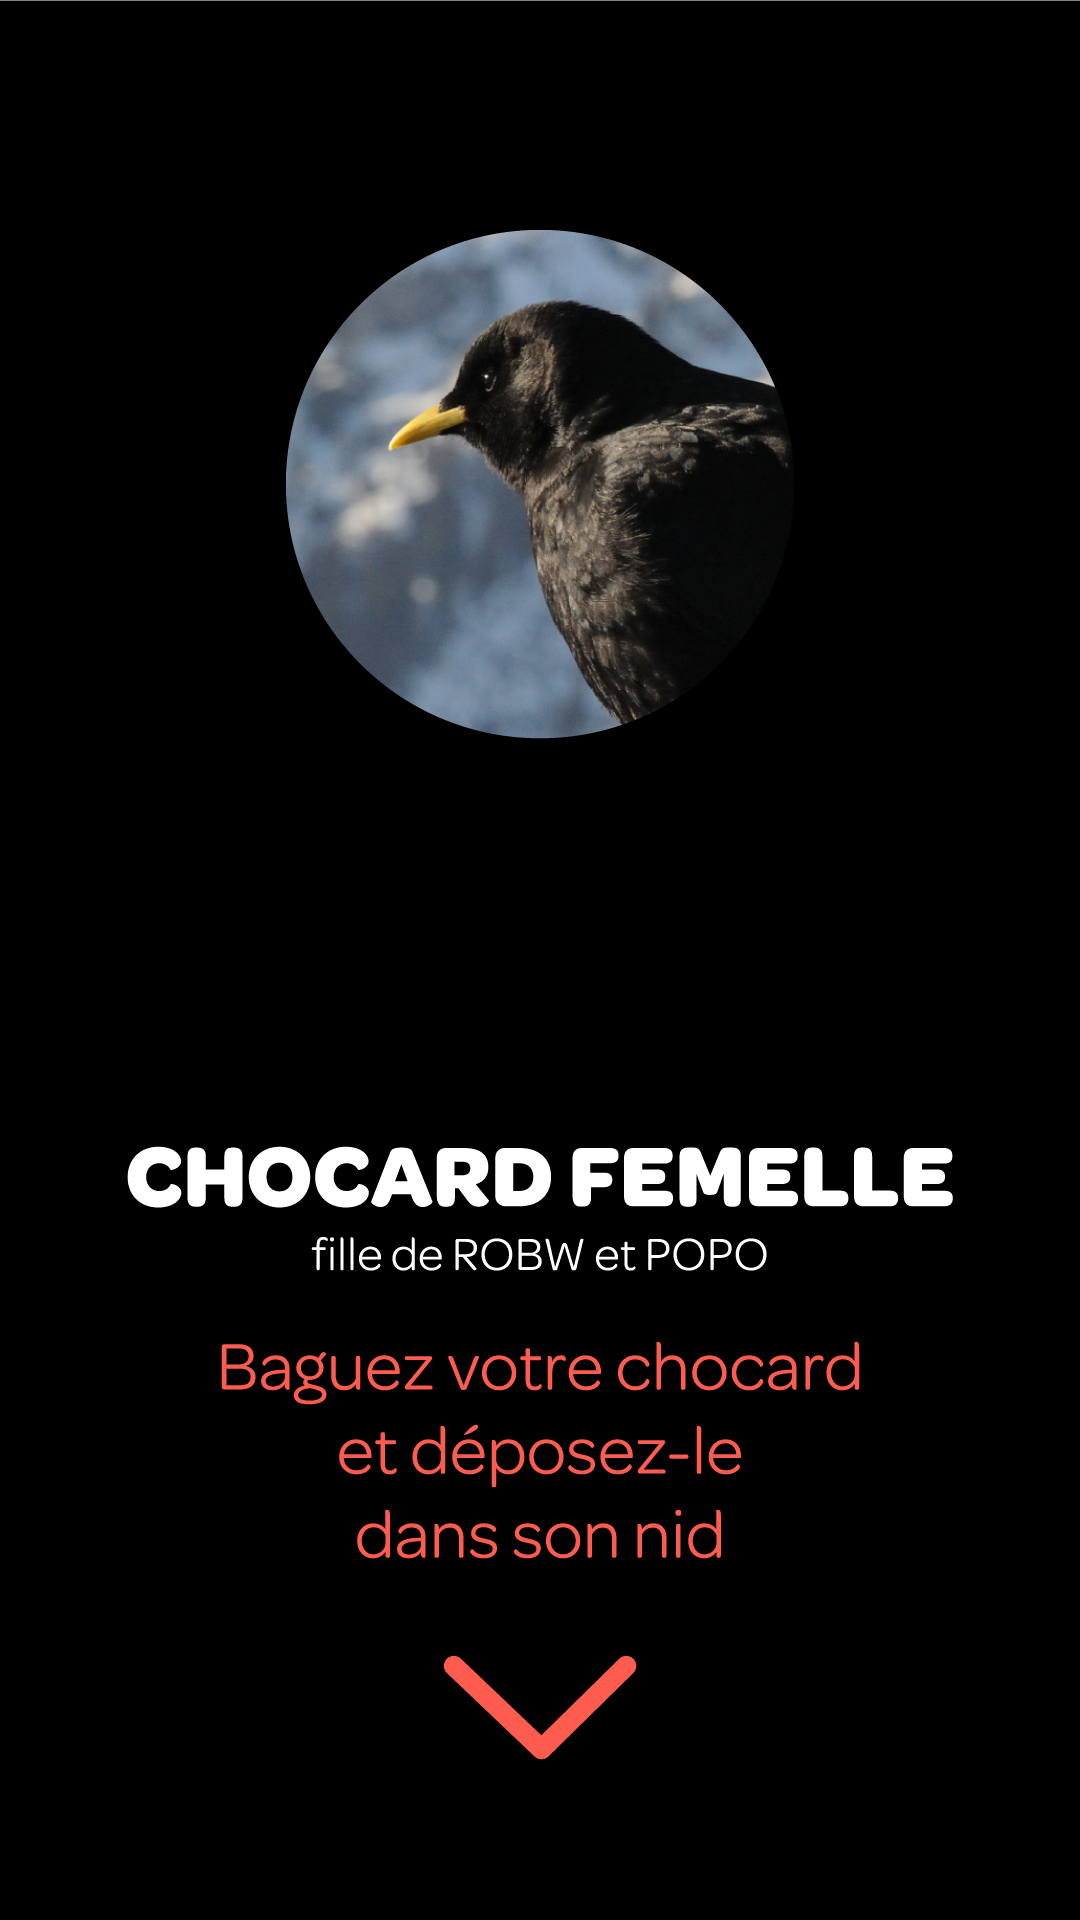 CHOCARD FEMELLE
fille de ROBW et POPO
Baguez votre chocard
et déposez-le
dans son nid